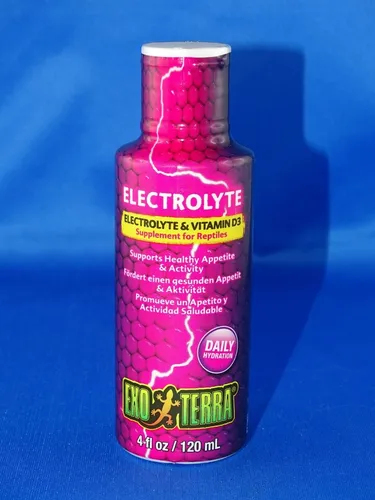 ELECTROLYTE
ELECTROLYTE & VITAMIN D3
Supplement for Reptiles
Supports Healthy Appetite
& Activity
Fördert einen gesunden Appetit
& Aktivität
Promueve un Apetito y
Actividad Saludable
DAILY
HYDRATION
EXO TERRA®
4 fl oz / 120 mL